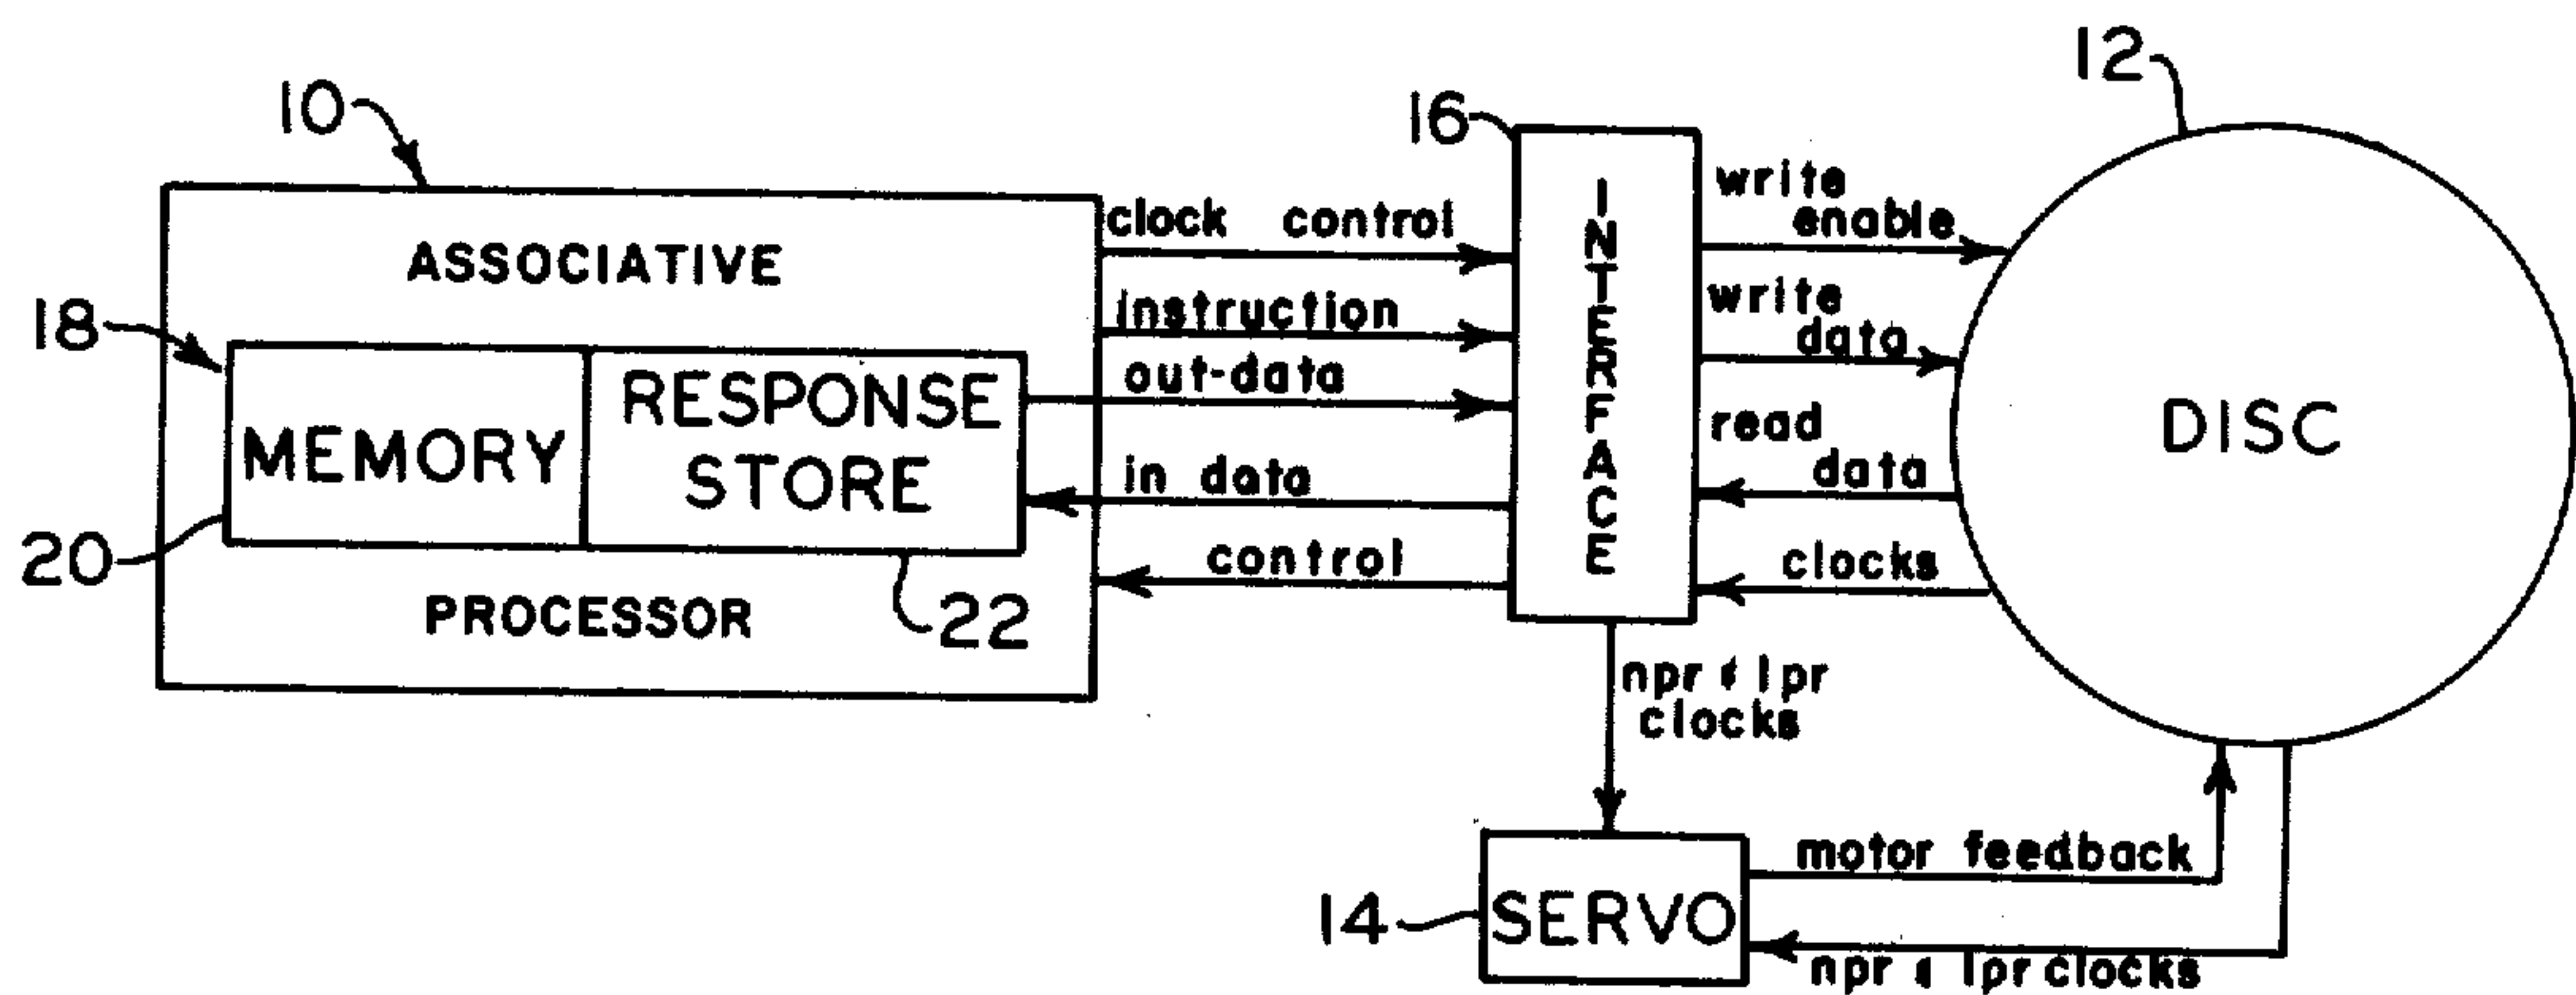 10
ASSOCIATIVE
18
MEMORY
RESPONSE
STORE
20
22
PROCESSOR
clock control
instruction
out-data
in data
control
16
INTERFACE
write
enable
write
data
read
data
clocks
12
DISC
npr & lpr
clocks
14
SERVO
motor feedback
npr & lpr clocks